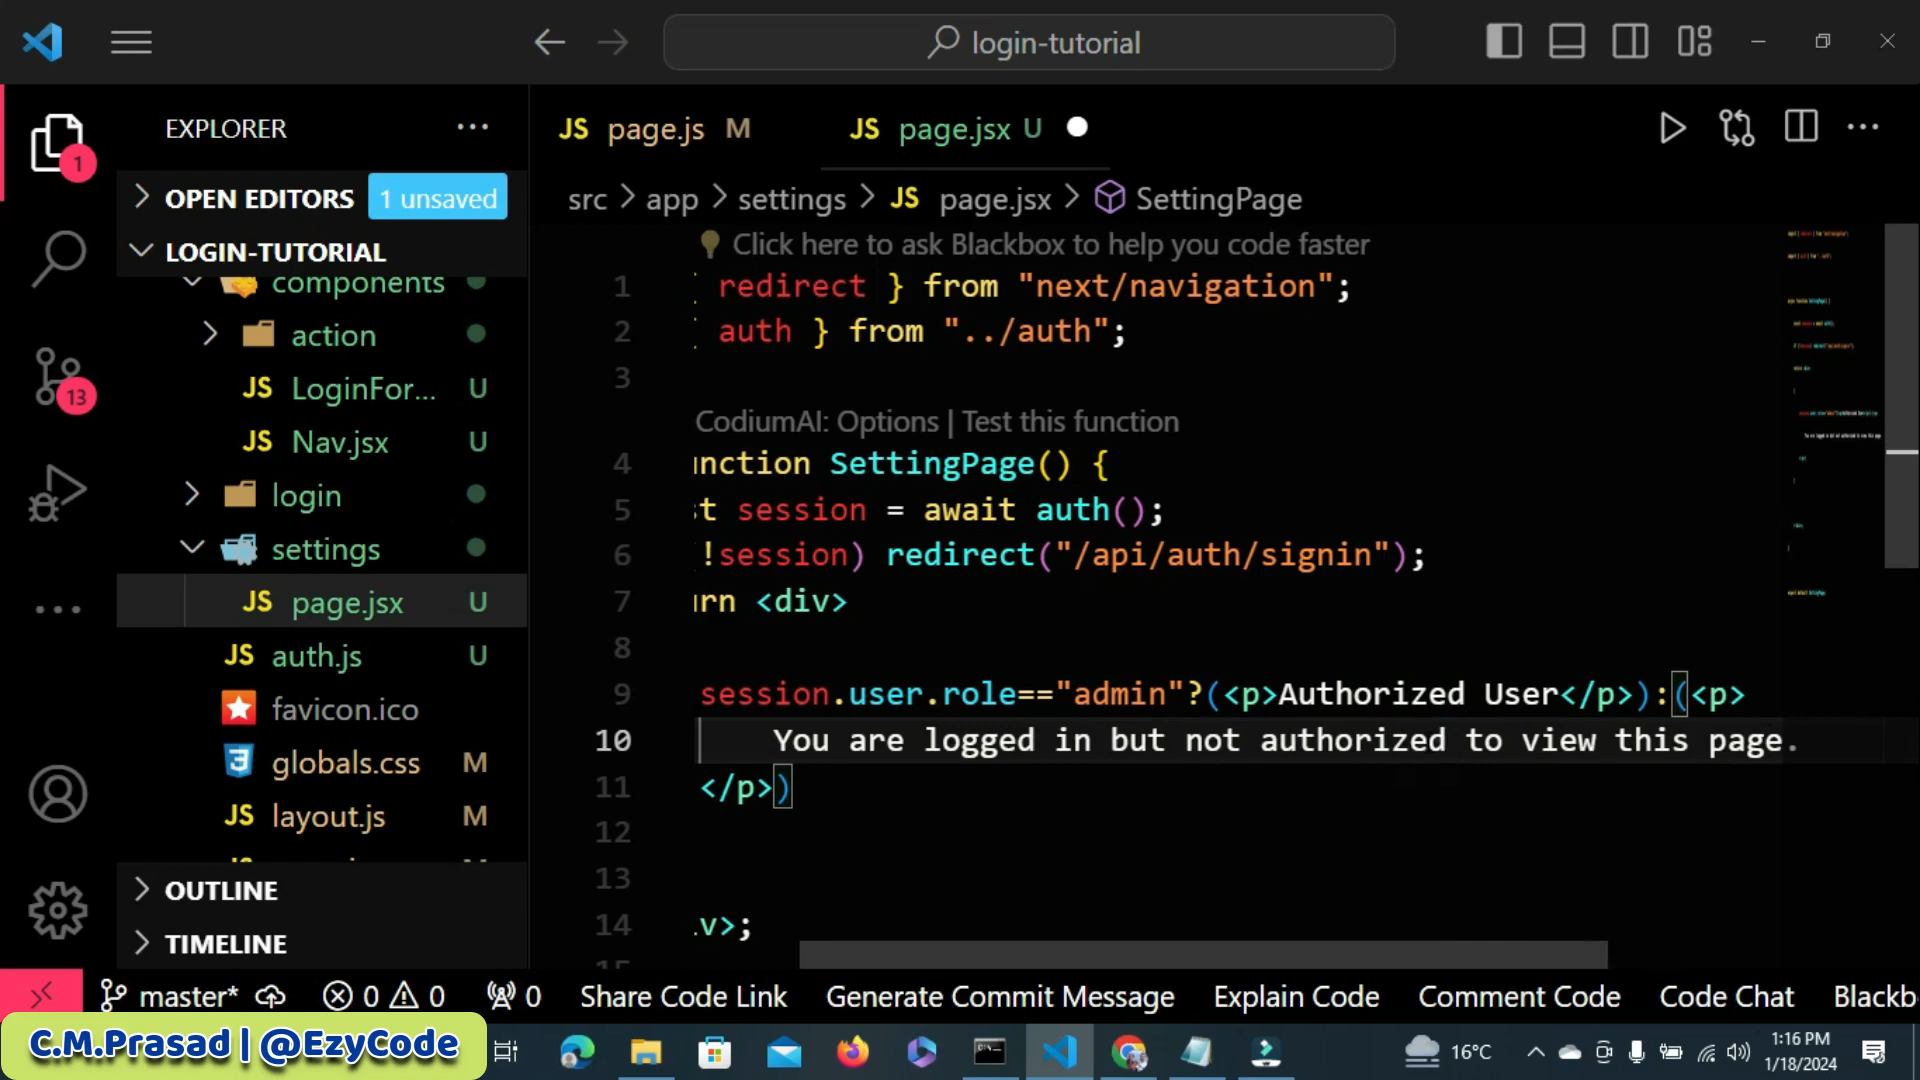 login-tutorial
EXPLORER
1
OPEN EDITORS 1 unsaved
LOGIN-TUTORIAL
components
action
JS LoginFor... U
JS Nav.jsx U
13
login
settings
JS page.jsx U
JS auth.js U
favicon.ico
globals.css M
JS layout.js M
OUTLINE
TIMELINE
JS page.js M
JS page.jsx U
src > app > settings > JS page.jsx > SettingPage
Click here to ask Blackbox to help you code faster
1 redirect } from "next/navigation";
2 auth } from "../auth";
3
CodiumAI: Options | Test this function
4 unction SettingPage() {
5 st session = await auth();
6 !session) redirect("/api/auth/signin");
7 urn <div>
8
9 session.user.role=="admin"?(<p>Authorized User</p>):(<p>
10 You are logged in but not authorized to view this page.
11 </p>)
12
13
14 v>;
master* 0 0 0 Share Code Link Generate Commit Message Explain Code Comment Code Code Chat Blackb
C.M.Prasad | @EzyCode
16°C
1:16 PM
1/18/2024